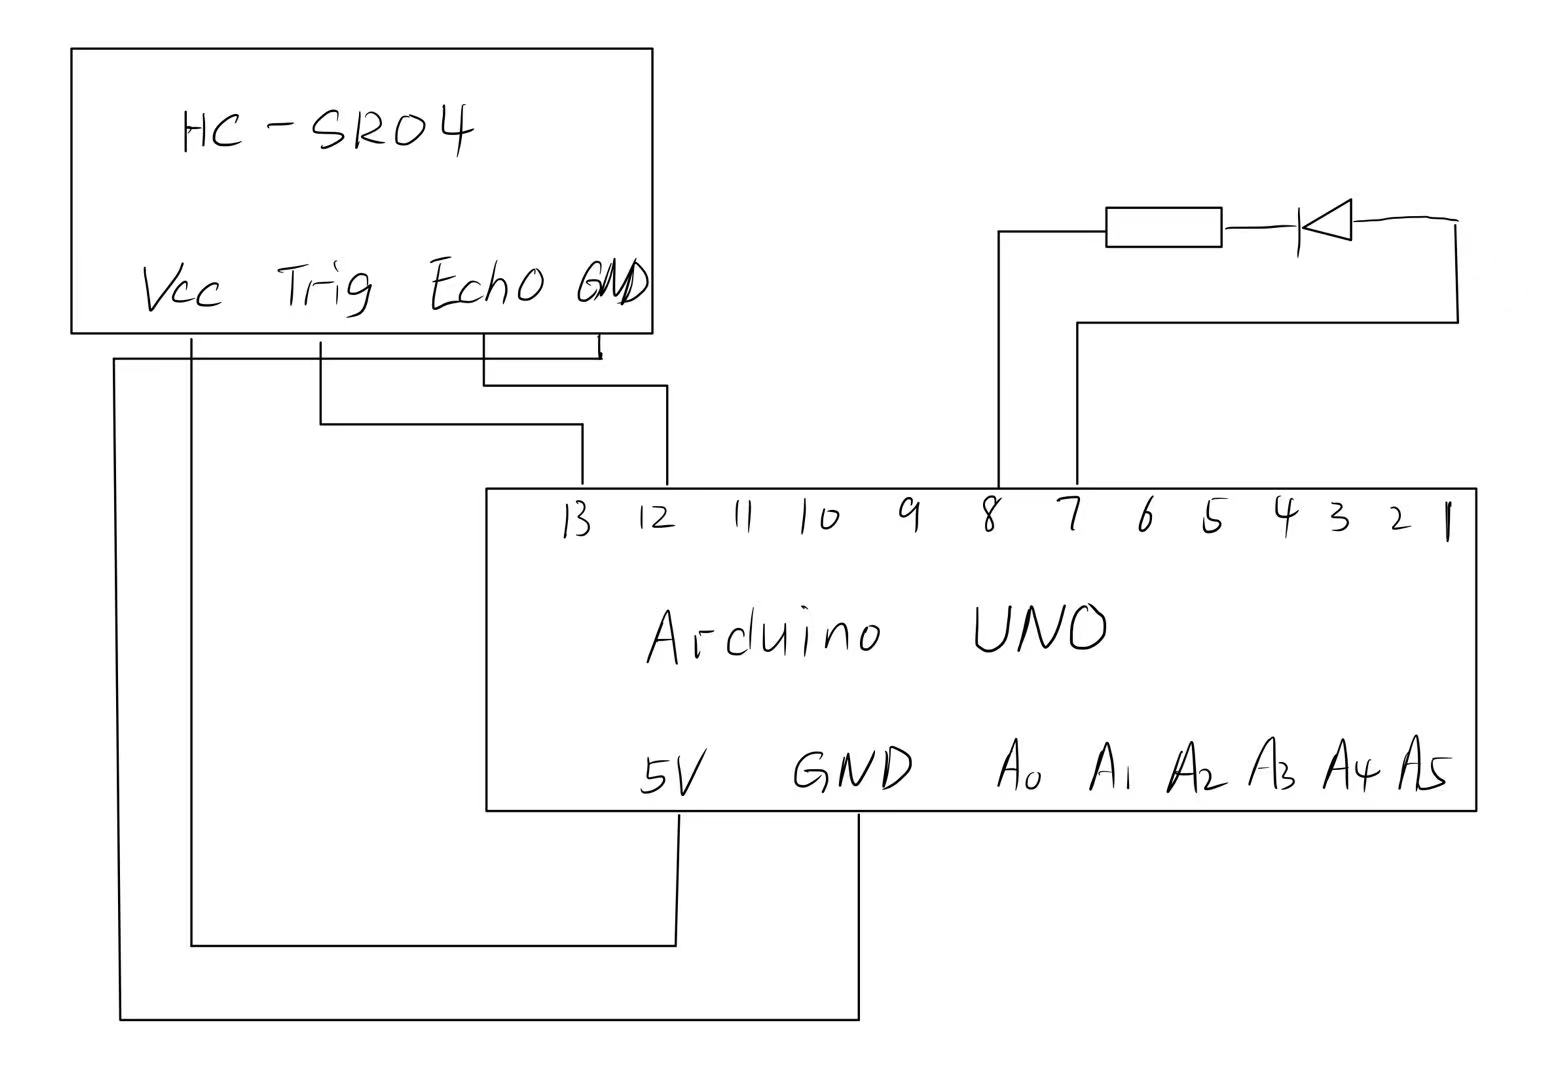 HC-SR04
Vcc Trig Echo GND
13 12 11 10 9 8 7 6 5 4 3 2 1
Arduino UNO
5V GND A0 A1 A2 A3 A4 A5